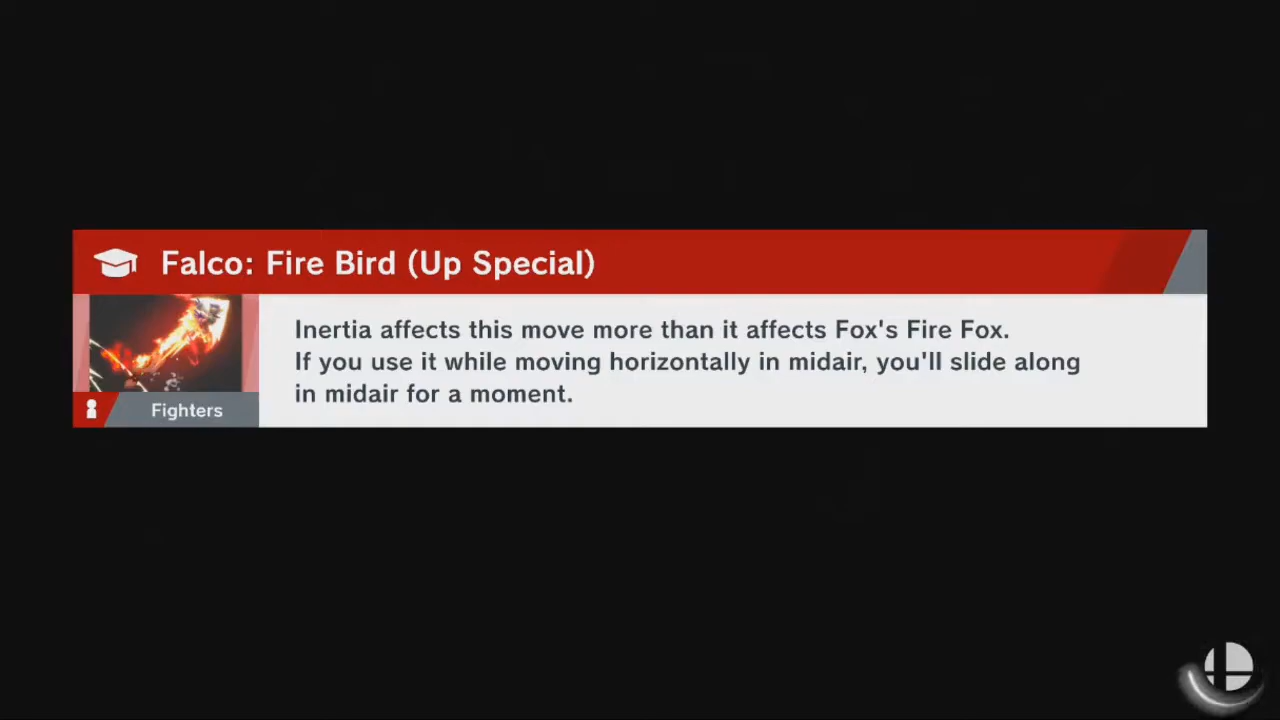 Falco: Fire Bird (Up Special)
Inertia affects this move more than it affects Fox's Fire Fox.
If you use it while moving horizontally in midair, you'll slide along
in midair for a moment.
Fighters